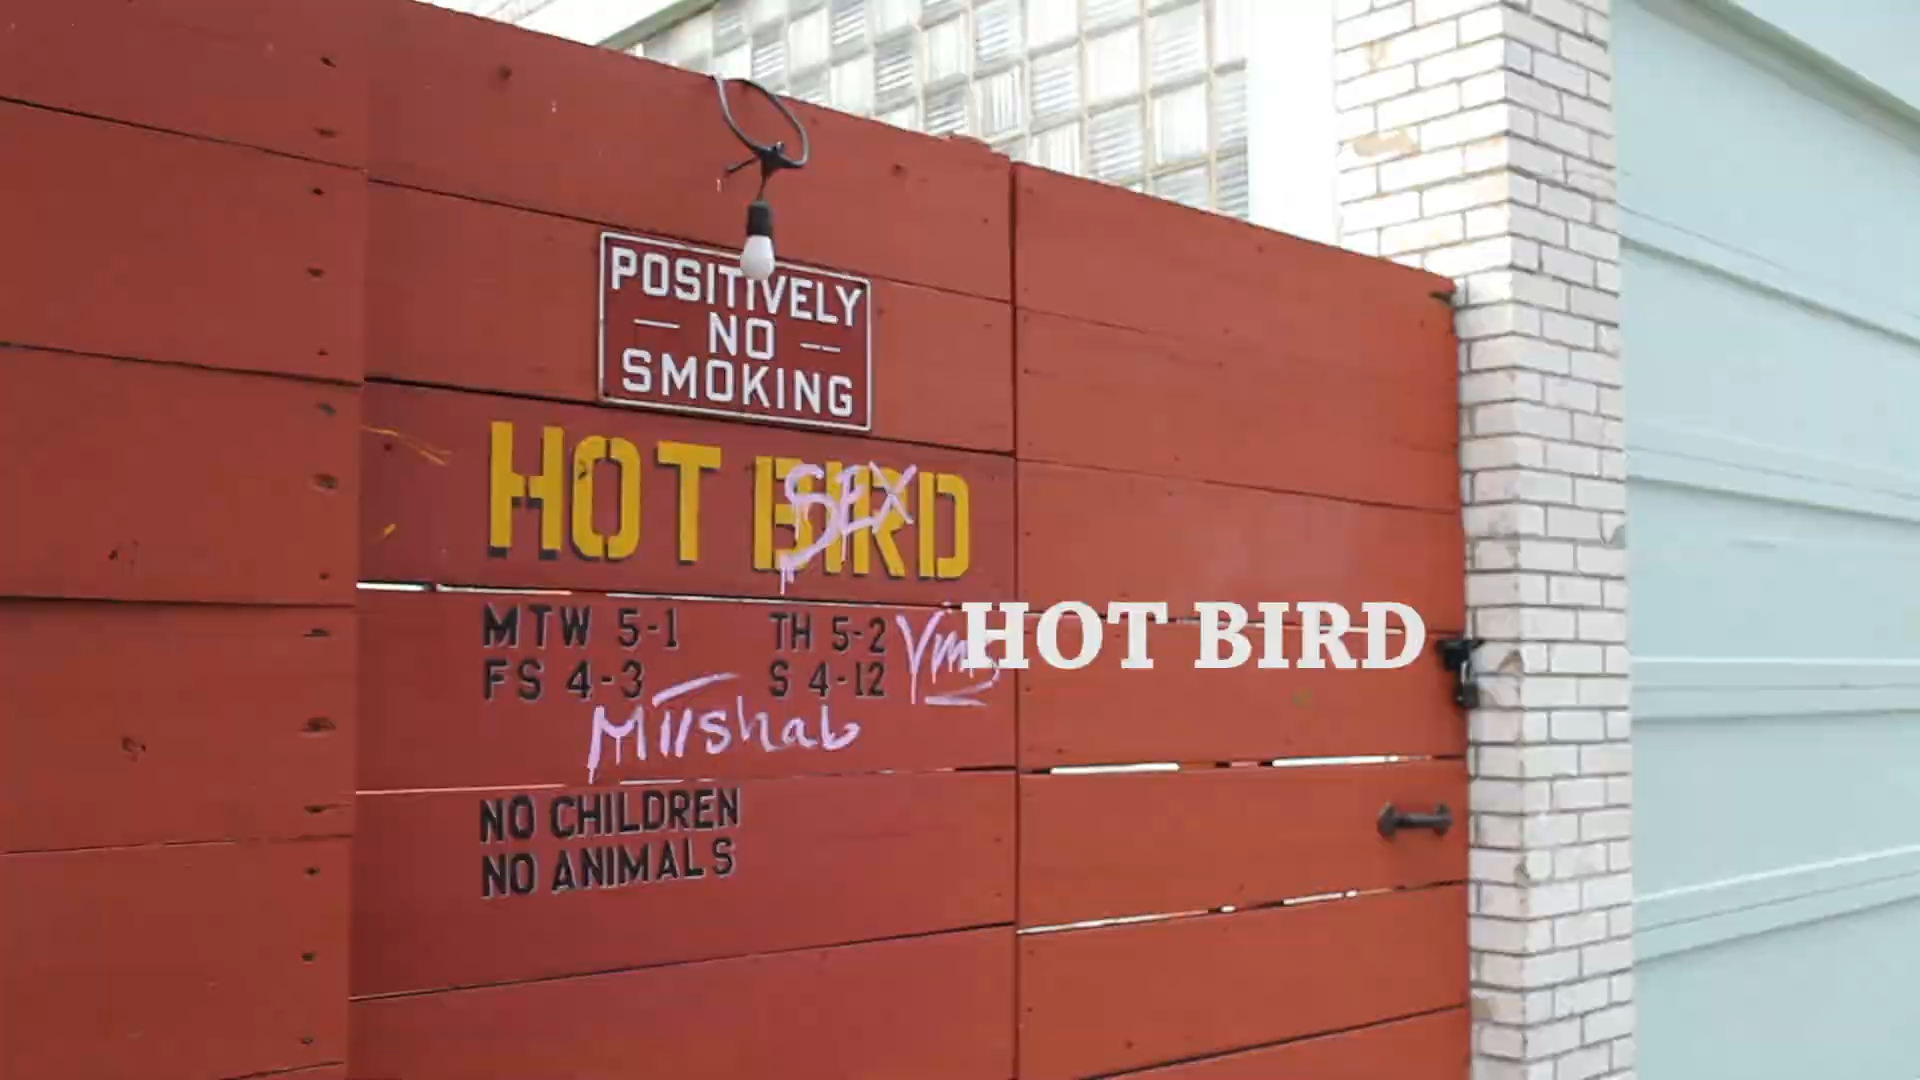 POSITIVELY
— NO —
SMOKING
HOT BIRD
SEX
MTW 5-1 TH 5-2
FS 4-3 S 4-12
HOT BIRD
NO CHILDREN
NO ANIMALS